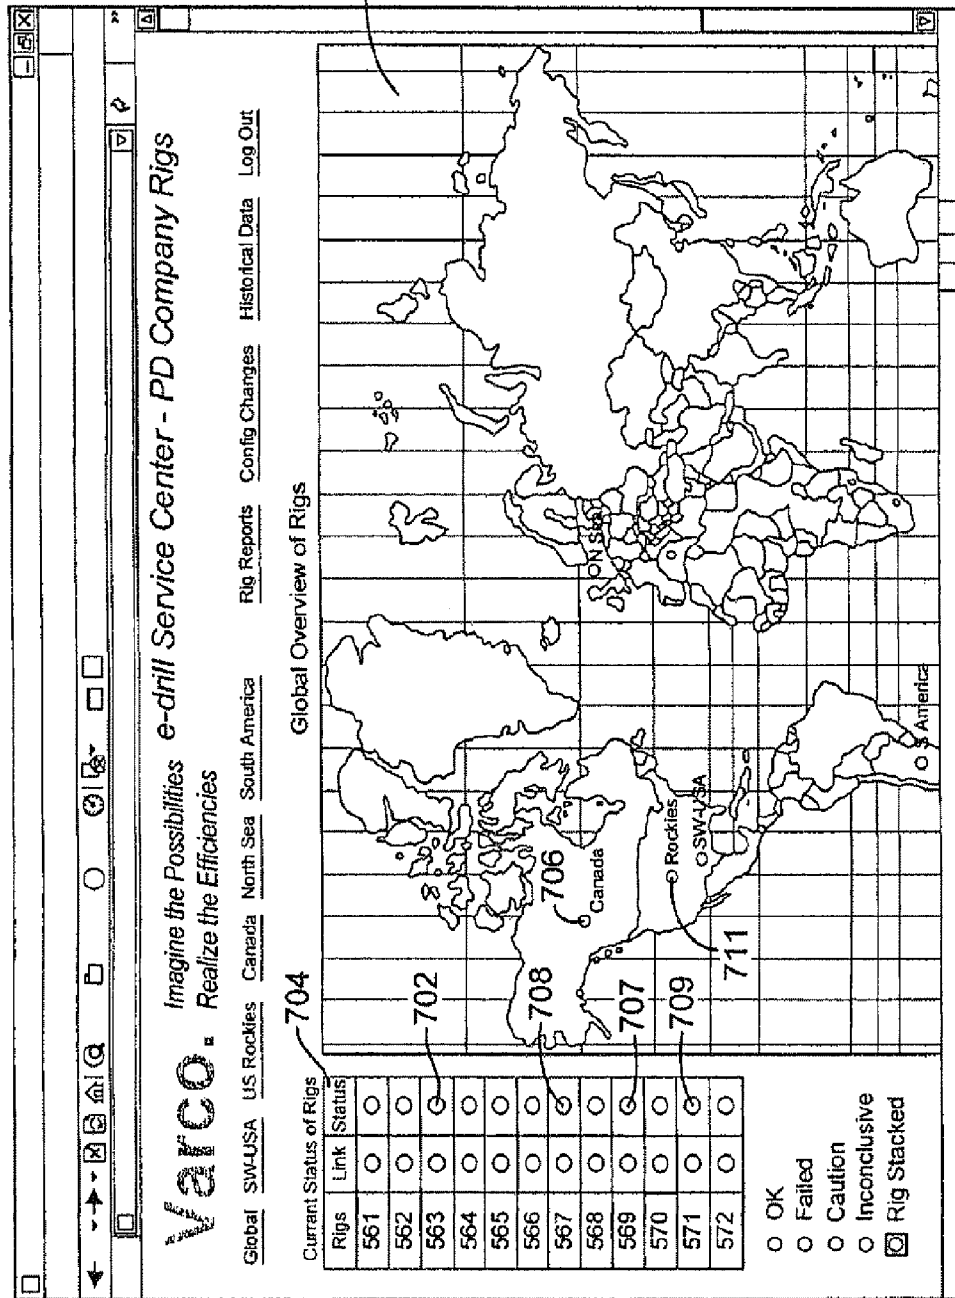 Varco.
Imagine the Possibilities
Realize the Efficiencies
e-drill Service Center - PD Company Rigs
Global SW-USA US Rockies Canada North Sea South America Rig Reports Config Changes Historical Data Log Out
Currant Status of Rigs
704
Global Overview of Rigs
Rigs Link Status
561
562
563
564
565
566
567
568
569
570
571
572
702
708
707
709
706
711
Canada
Rockies
SW-USA
N Sea
S America
OK
Failed
Caution
Inconclusive
Rig Stacked